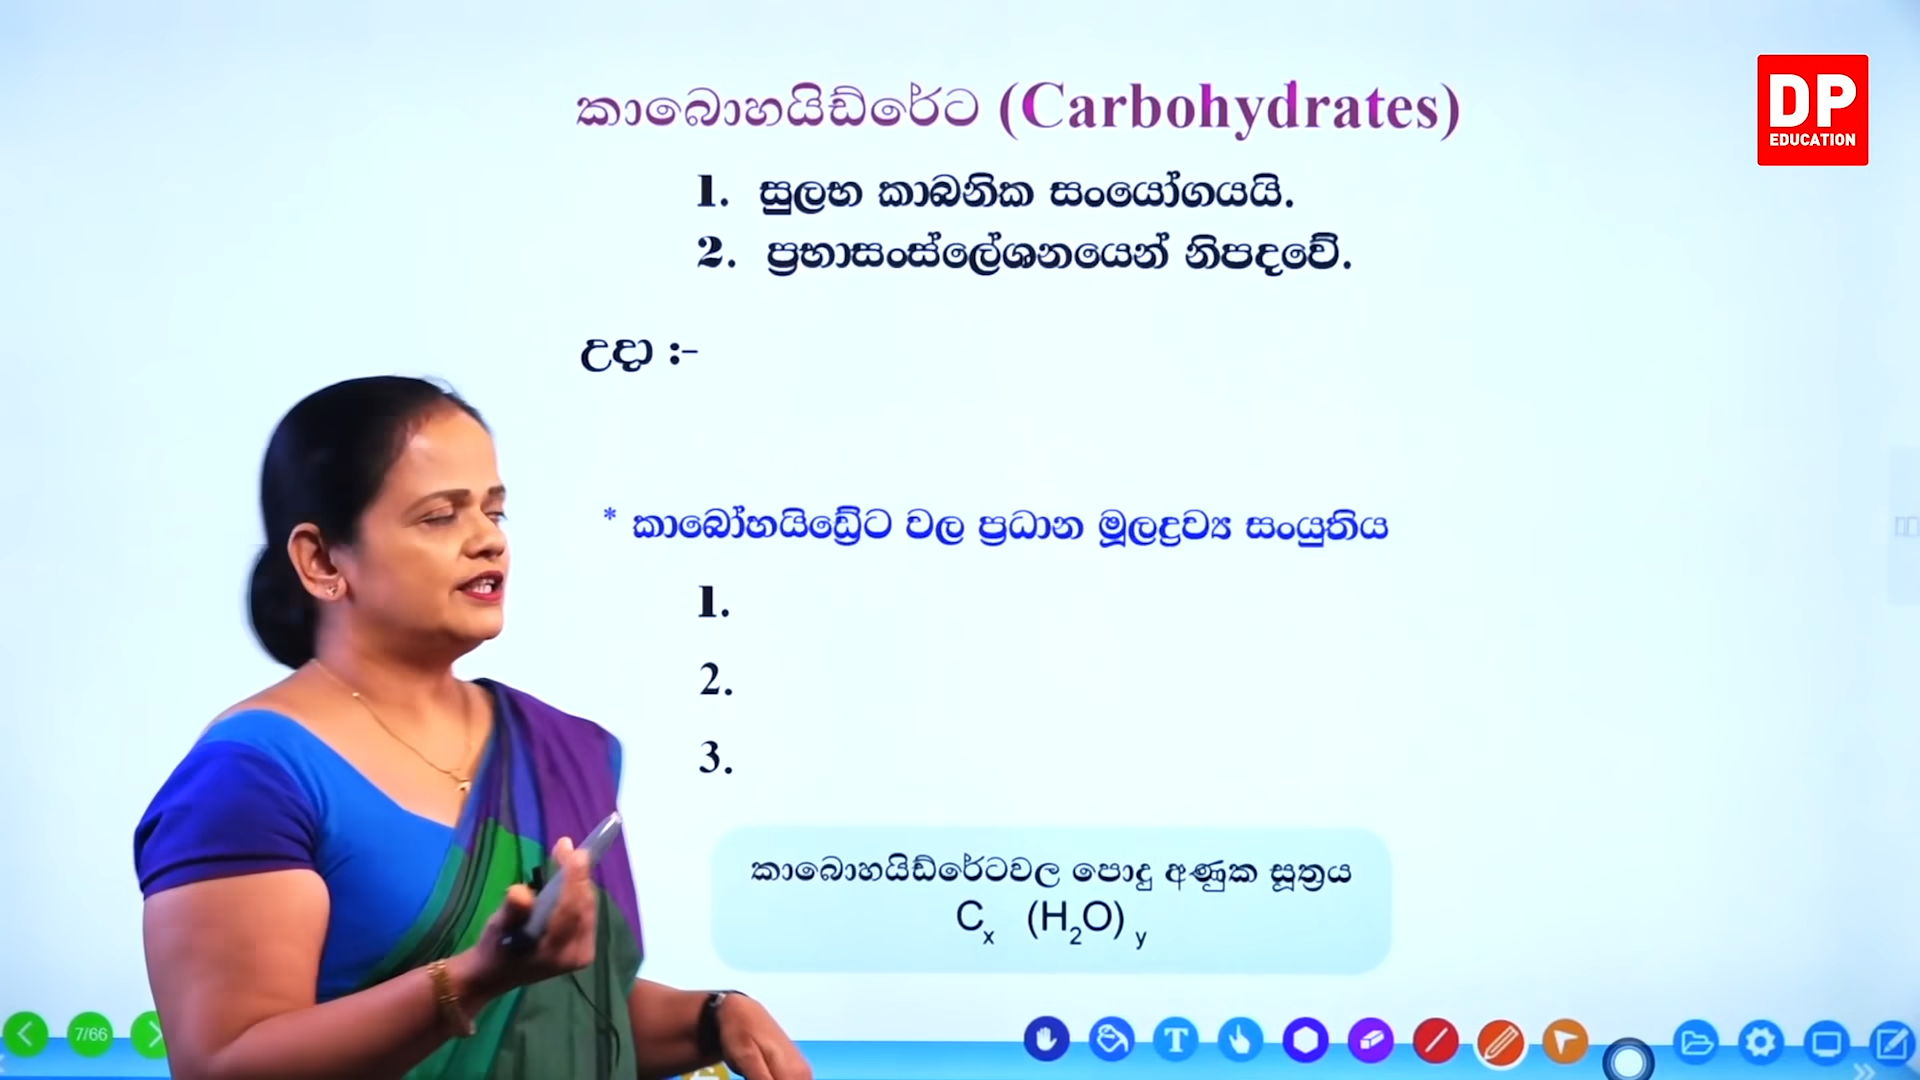 කාබොහයිඩ්රේට (Carbohydrates)
DP
EDUCATION
1. සුලභ කාබනික සංයෝගයයි.
2. ප්‍රභාසංස්ලේශනයෙන් නිපදවේ.
උදා :-
* කාබෝහයිඩ්‍රේට වල ප්‍රධාන මූලද්‍රව්‍ය සංයුතිය
1.
2.
3.
කාබොහයිඩ්රේටවල පොදු අණුක සූත්‍රය
Cₓ (H₂O) y
7/66
T